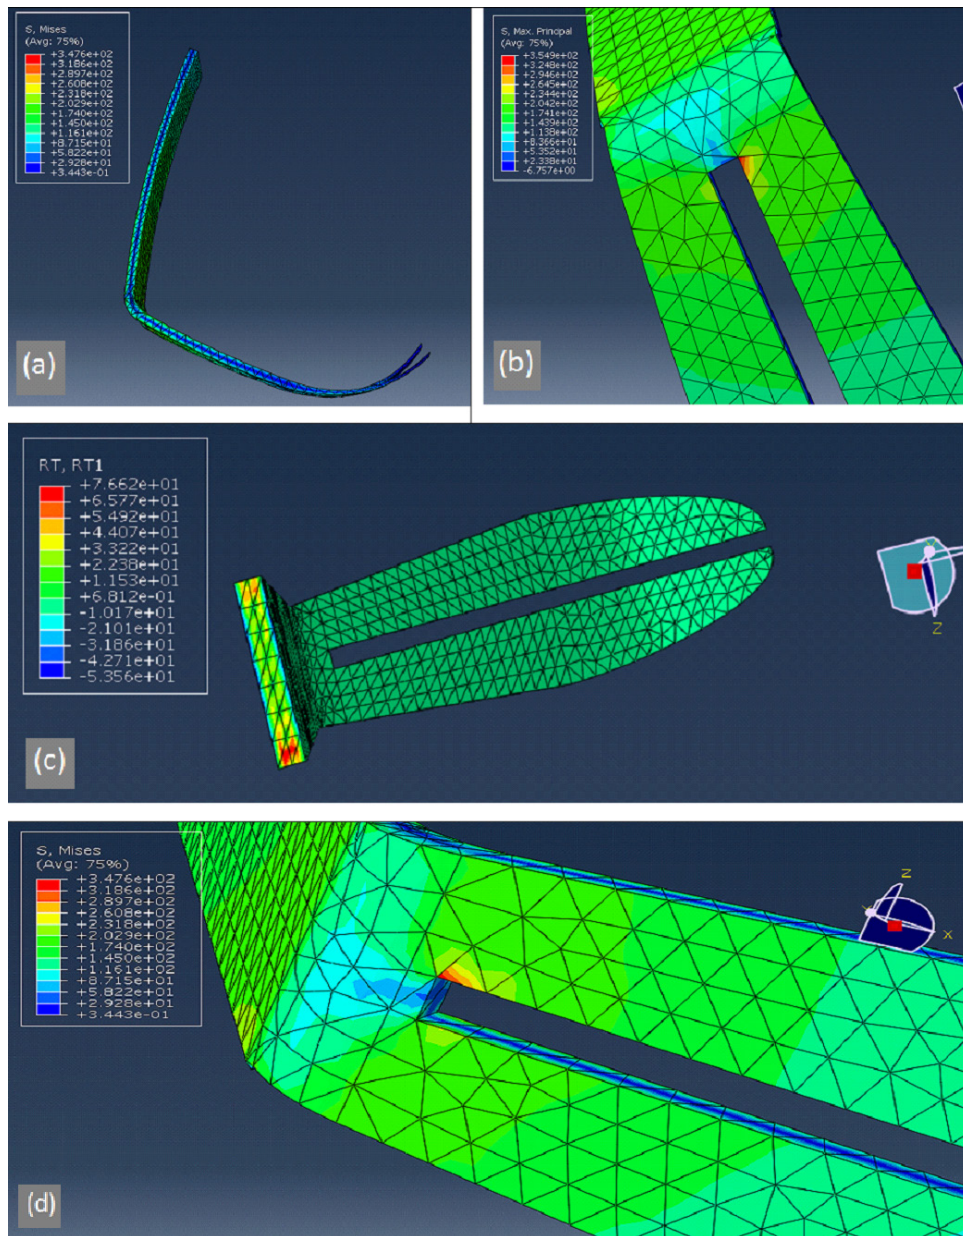 S, Mises
(Avg: 75%)
+3.476e+02
+3.186e+02
+2.897e+02
+2.608e+02
+2.318e+02
+2.029e+02
+1.740e+02
+1.450e+02
+1.161e+02
+8.715e+01
+5.822e+01
+2.928e+01
+3.443e-01
(a)
S, Max. Principal
(Avg: 75%)
+3.549e+02
+3.248e+02
+2.946e+02
+2.645e+02
+2.344e+02
+2.042e+02
+1.741e+02
+1.439e+02
+1.138e+02
+8.366e+01
+5.352e+01
+2.338e+01
-6.757e+00
(b)
RT, RT1
+7.662e+01
+6.577e+01
+5.492e+01
+4.407e+01
+3.322e+01
+2.238e+01
+1.153e+01
+6.812e-01
-1.017e+01
-2.101e+01
-3.186e+01
-4.271e+01
-5.356e+01
Z
(c)
S, Mises
(Avg: 75%)
+3.476e+02
+3.186e+02
+2.897e+02
+2.608e+02
+2.318e+02
+2.029e+02
+1.740e+02
+1.450e+02
+1.161e+02
+8.715e+01
+5.822e+01
+2.928e+01
+3.443e-01
Z
X
(d)